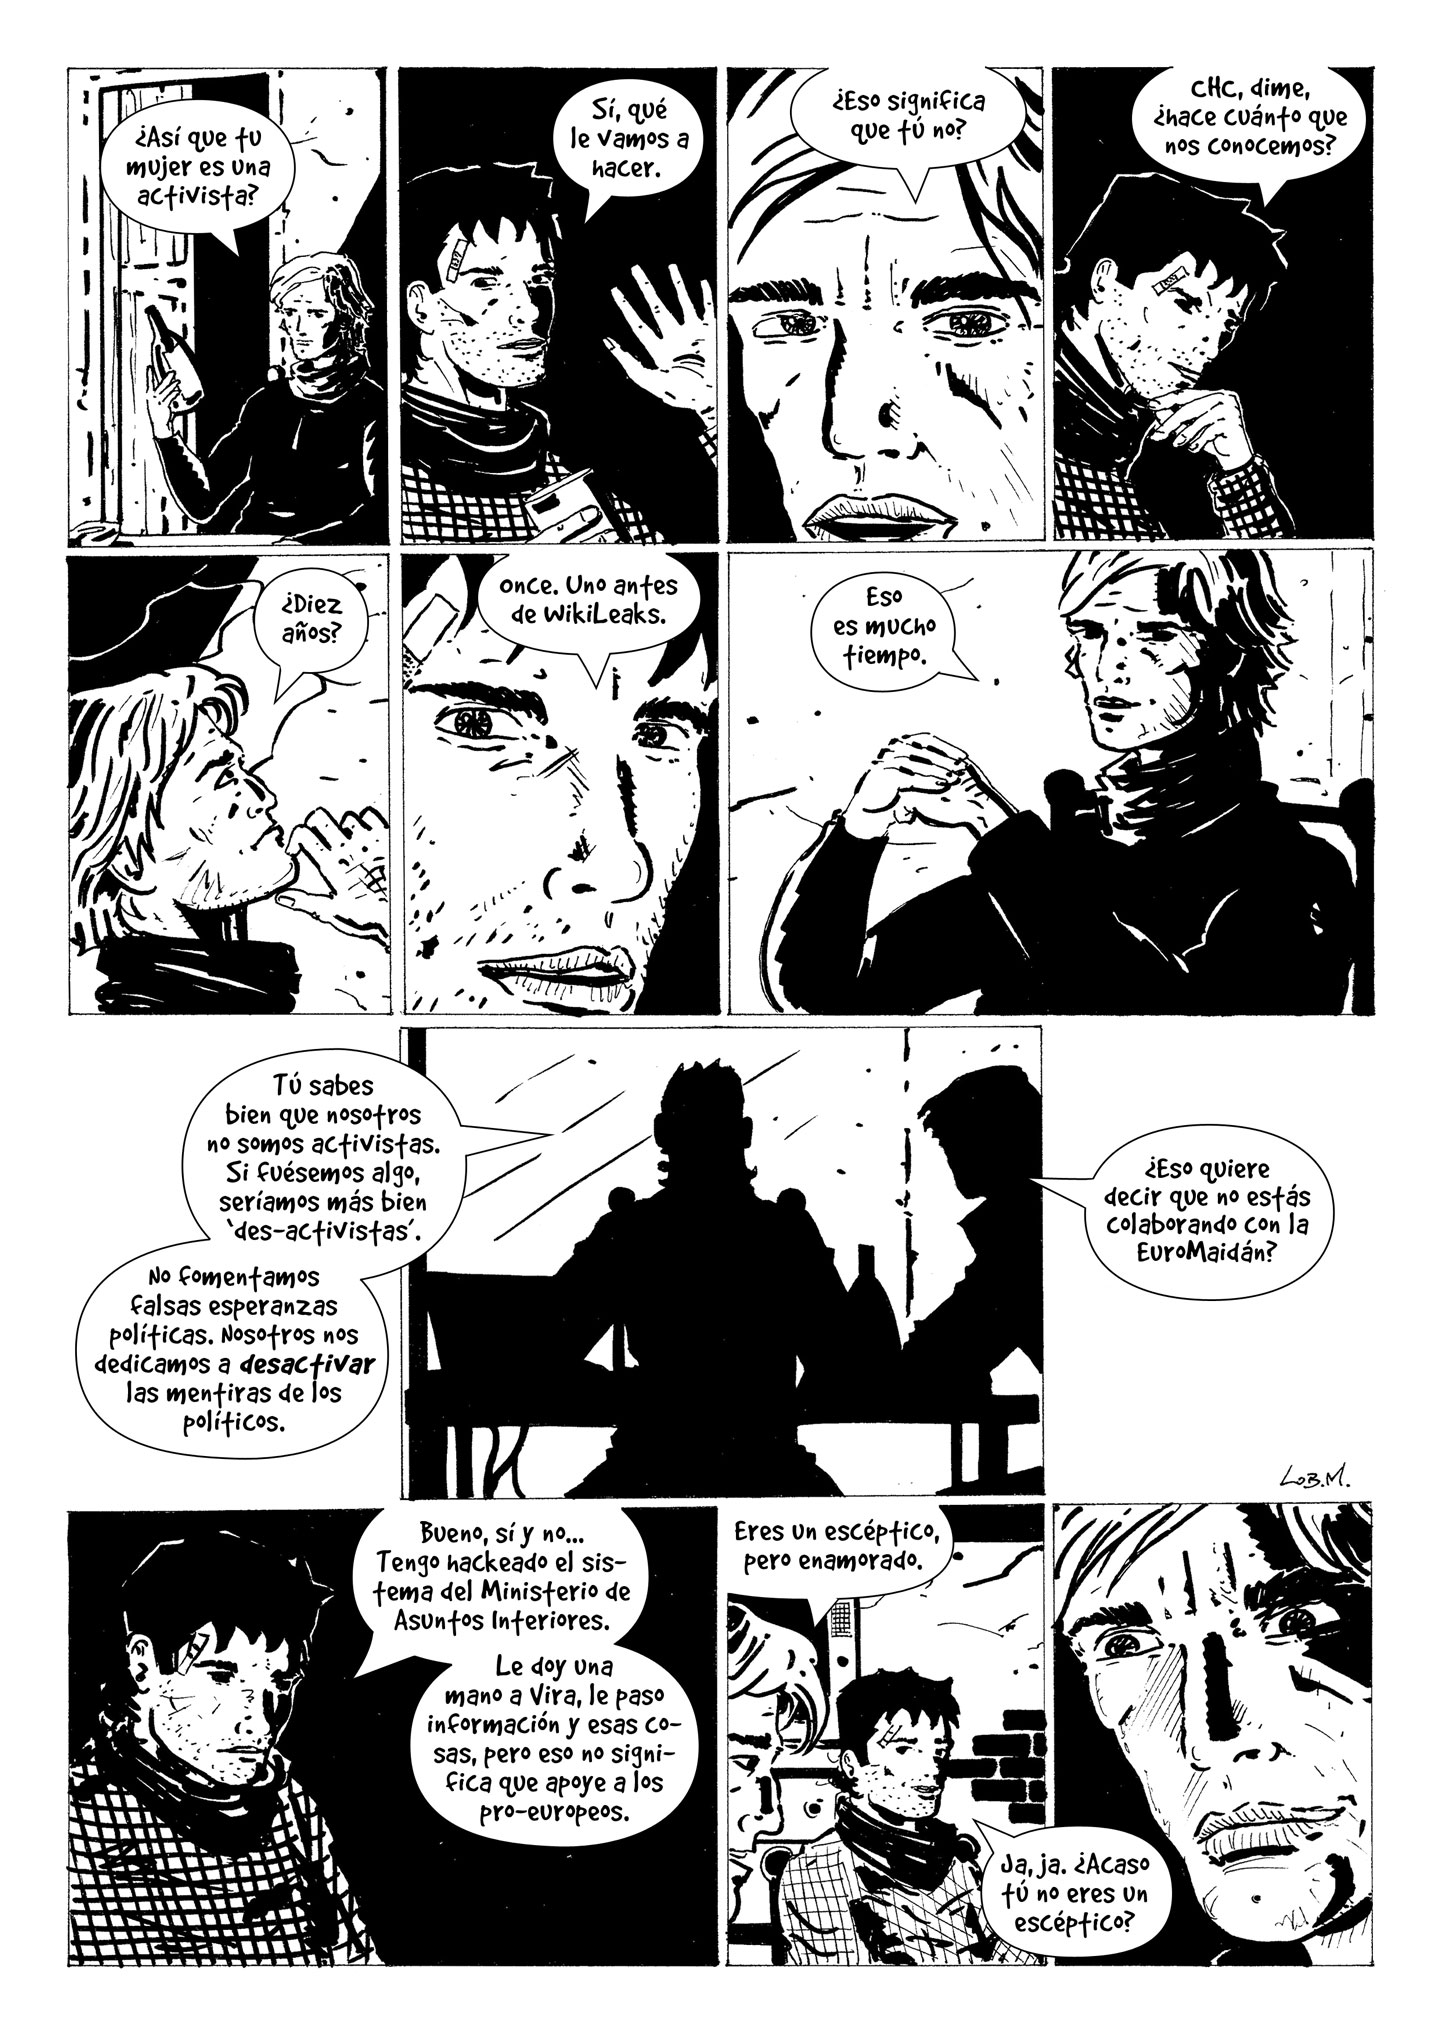 ¿Así que tu
mujer es una
activista?
Sí, qué
le vamos a
hacer.
¿Eso significa
que tú no?
CHC, dime,
¿hace cuánto que
nos conocemos?
¿Diez
años?
once. Uno antes
de WikiLeaks.
Eso
es mucho
tiempo.
Tú sabes
bien que nosotros
no somos activistas.
Si fuésemos algo,
seríamos más bien
‘des-activistas’.
No fomentamos
falsas esperanzas
políticas. Nosotros nos
dedicamos a desactivar
las mentiras de los
políticos.
¿Eso quiere
decir que no estás
colaborando con la
EuroMaidán?
LOB.M.
Bueno, sí y no...
Tengo hackeado el sis-
tema del Ministerio de
Asuntos Interiores.
Le doy una
mano a Vira, le paso
información y esas co-
sas, pero eso no signi-
fica que apoye a los
pro-europeos.
Eres un escéptico,
pero enamorado.
Ja, ja. ¿Acaso
tú no eres un
escéptico?